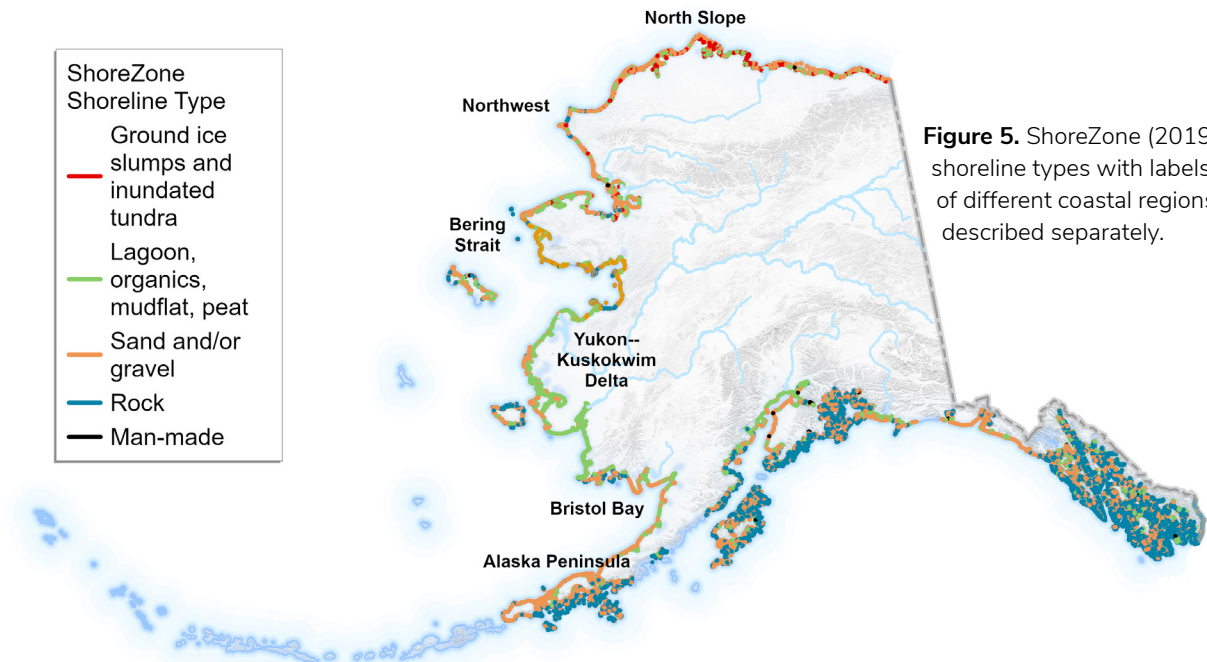 North Slope
ShoreZone
Shoreline Type
Ground ice
slumps and
inundated
tundra
Lagoon,
organics,
mudflat, peat
Sand and/or
gravel
Rock
Man-made
Northwest
Figure 5. ShoreZone (2019
shoreline types with labels
of different coastal regions
described separately.
Bering
Strait
Yukon--
Kuskokwim
Delta
Bristol Bay
Alaska Peninsula